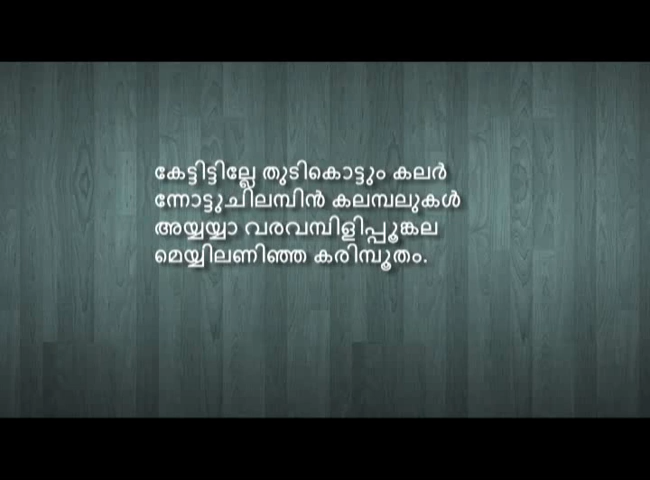 കേട്ടിട്ടില്ലേ തുടികൊട്ടും കലർ
ന്നോട്ടുചിലമ്പിൻ കലമ്പലുകൾ
അയ്യയ്യാ വരവമ്പിളിപ്പൂങ്കല
മെയ്യിലണിഞ്ഞ കരിമ്പൂതം.